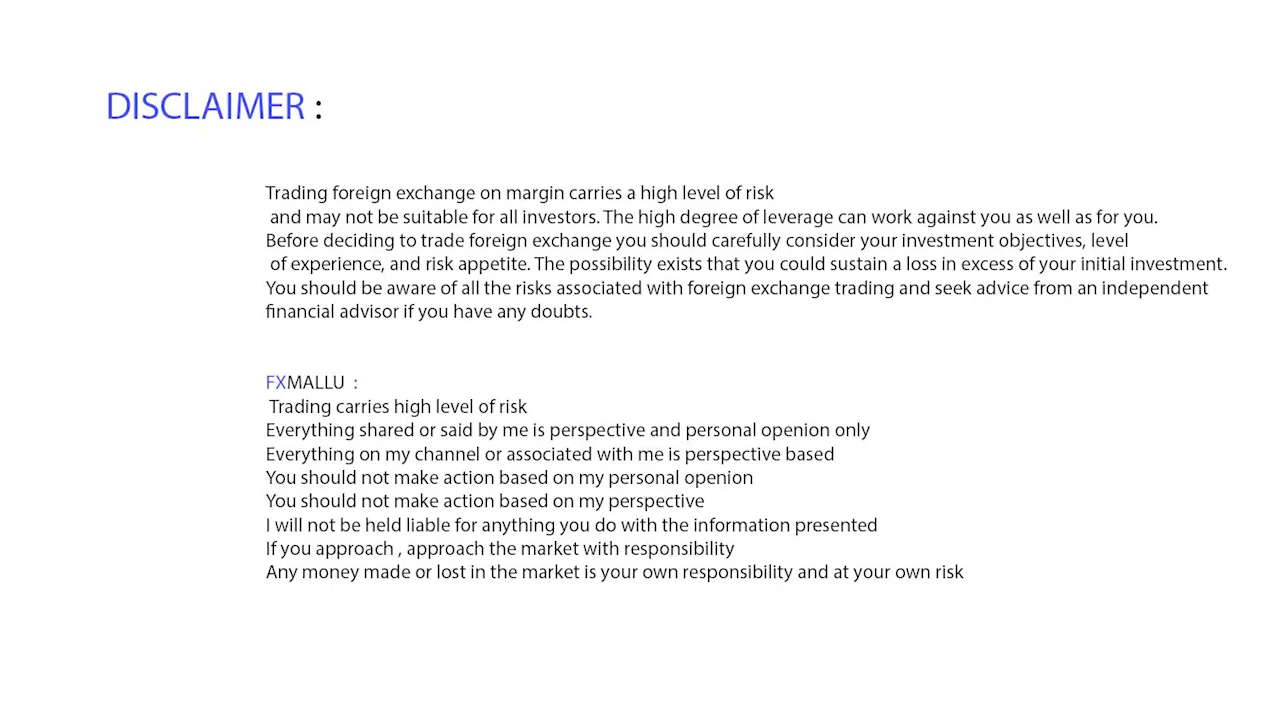 DISCLAIMER :
Trading foreign exchange on margin carries a high level of risk
and may not be suitable for all investors. The high degree of leverage can work against you as well as for you.
Before deciding to trade foreign exchange you should carefully consider your investment objectives, level
of experience, and risk appetite. The possibility exists that you could sustain a loss in excess of your initial investment.
You should be aware of all the risks associated with foreign exchange trading and seek advice from an independent
financial advisor if you have any doubts.
FXMALLU :
Trading carries high level of risk
Everything shared or said by me is perspective and personal openion only
Everything on my channel or associated with me is perspective based
You should not make action based on my personal openion
You should not make action based on my perspective
I will not be held liable for anything you do with the information presented
If you approach , approach the market with responsibility
Any money made or lost in the market is your own responsibility and at your own risk